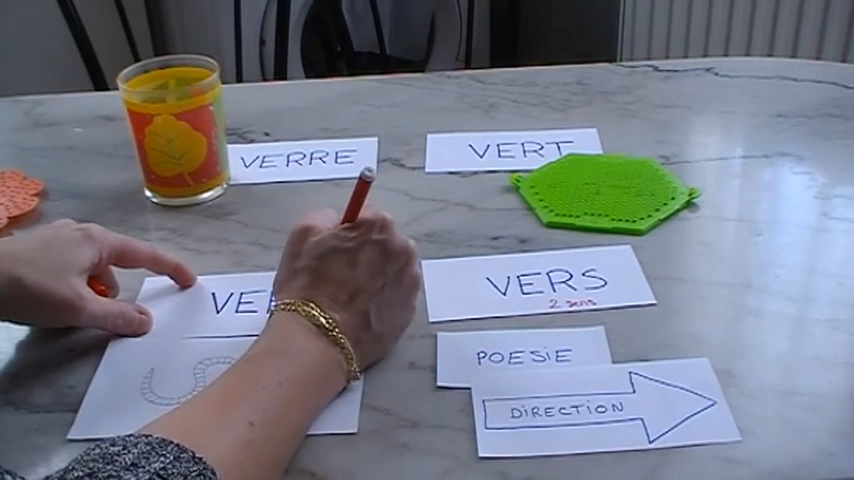 VERRE
VERT
VERS
2 sens
POESIE
DIRECTION